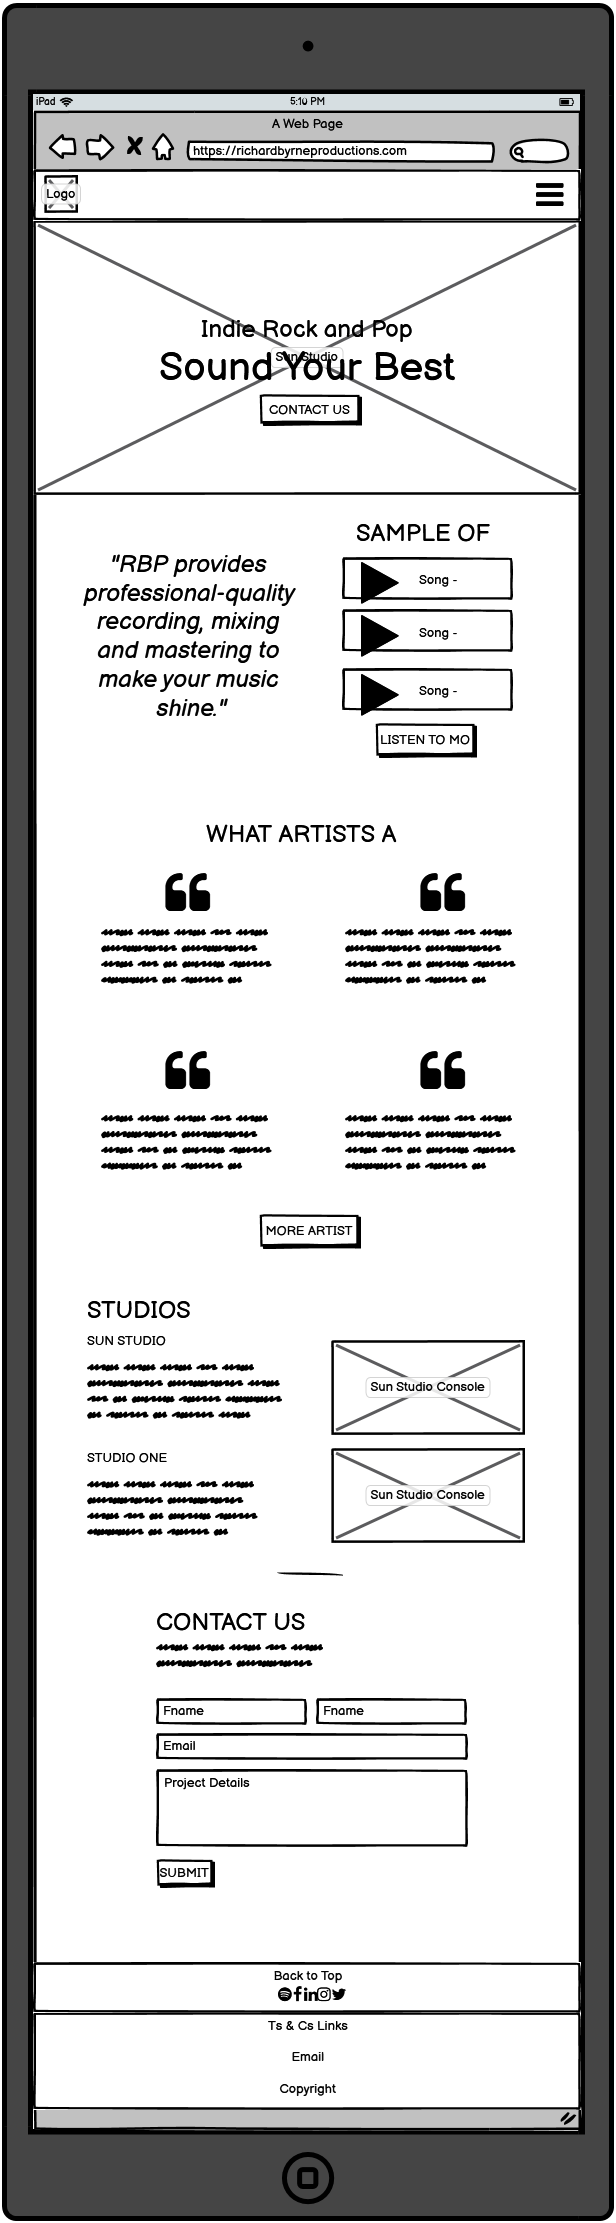 iPad 5:10 PM
A Web Page
https://richardbyrneproductions.com
Logo
Indie Rock and Pop
Sun Studio
Sound Your Best
CONTACT US
"RBP provides
professional-quality
recording, mixing
and mastering to
make your music
shine."
SAMPLE OF
Song -
Song -
Song -
LISTEN TO MO
WHAT ARTISTS A
MORE ARTIST
STUDIOS
SUN STUDIO
Sun Studio Console
STUDIO ONE
Sun Studio Console
CONTACT US
Fname Fname
Email
Project Details
SUBMIT
Back to Top
Ts & Cs Links
Email
Copyright